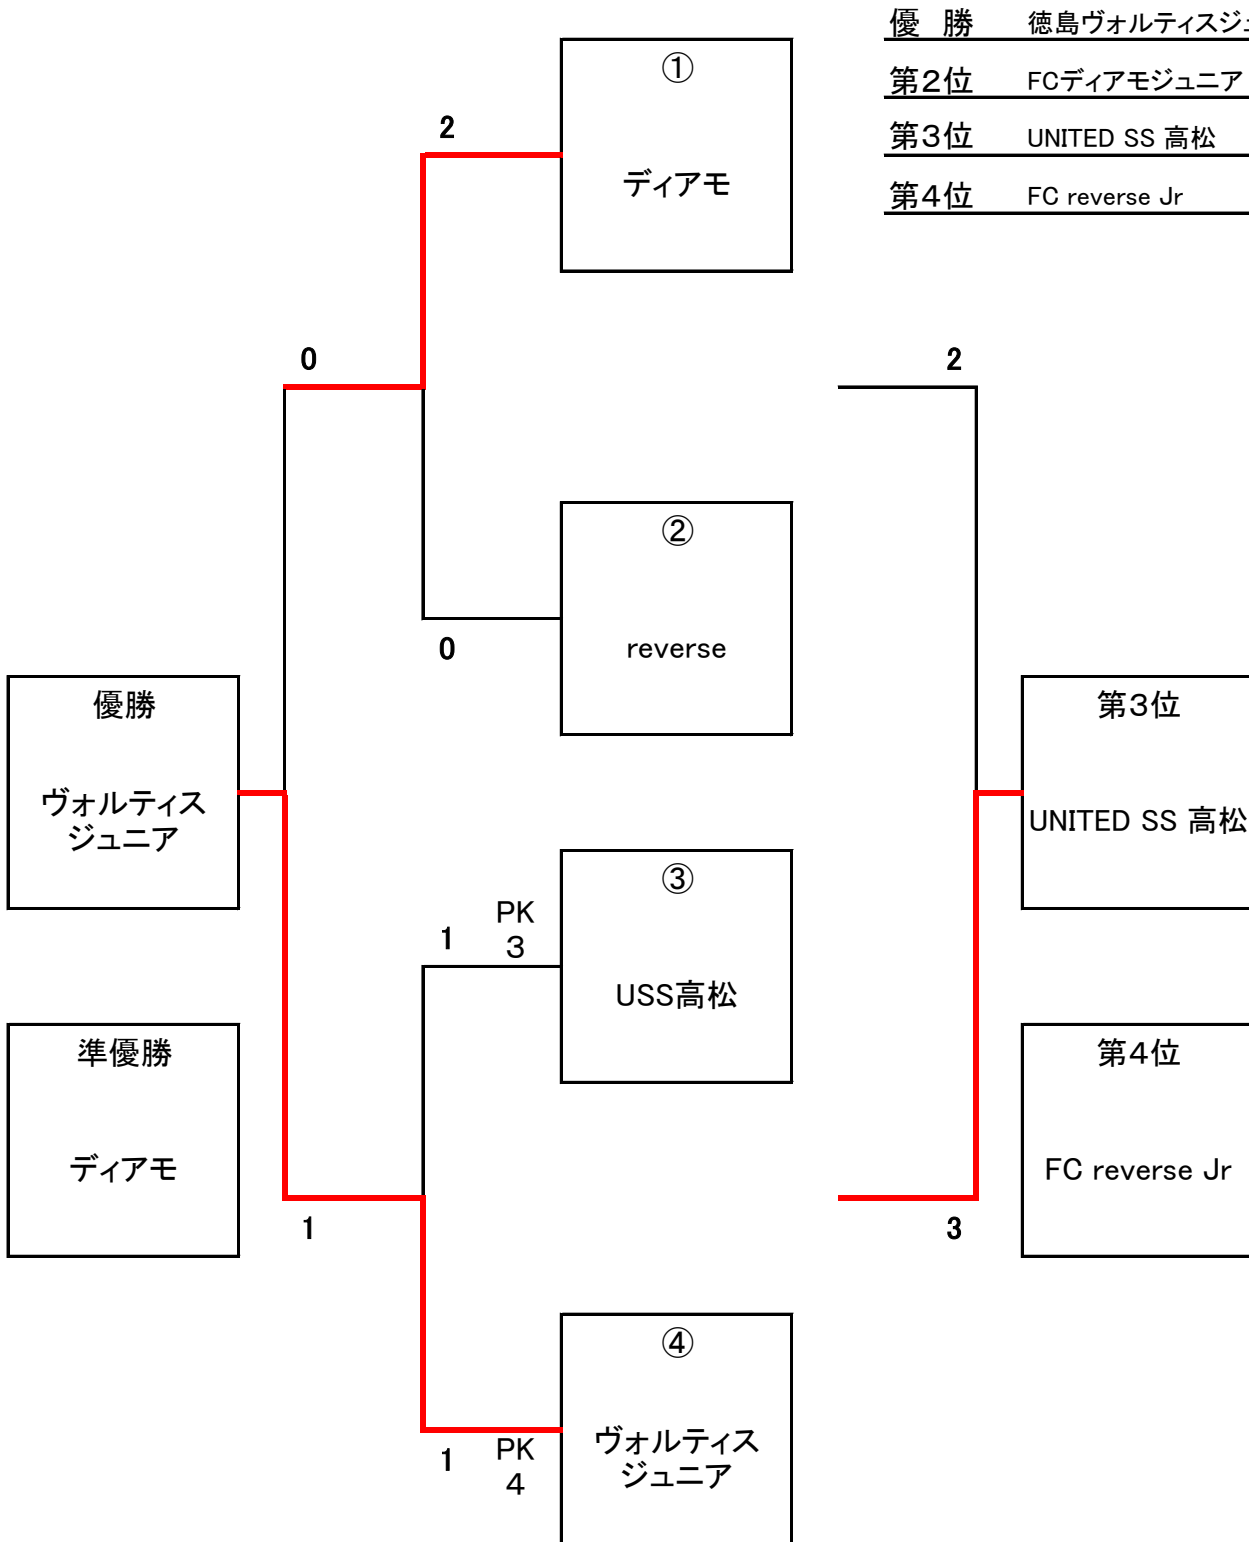 優 勝 徳島ヴォルティスジュ
第2位 FCディアモジュニア
第3位 UNITED SS 高松
第4位 FC reverse Jr
①
2
ディアモ
0
2
②
0
reverse
優勝
ヴォルティス
ジュニア
第3位
UNITED SS 高松
③
1 PK
3
USS高松
準優勝
ディアモ
第4位
FC reverse Jr
1
3
④
1 PK
4
ヴォルティス
ジュニア